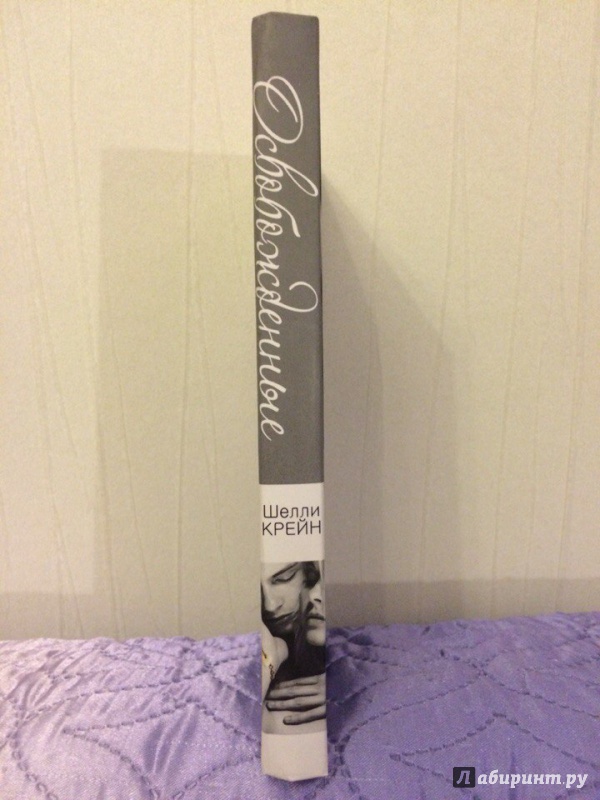 Освобожденные
Шелли
КРЕЙН
Лабиринт.ру